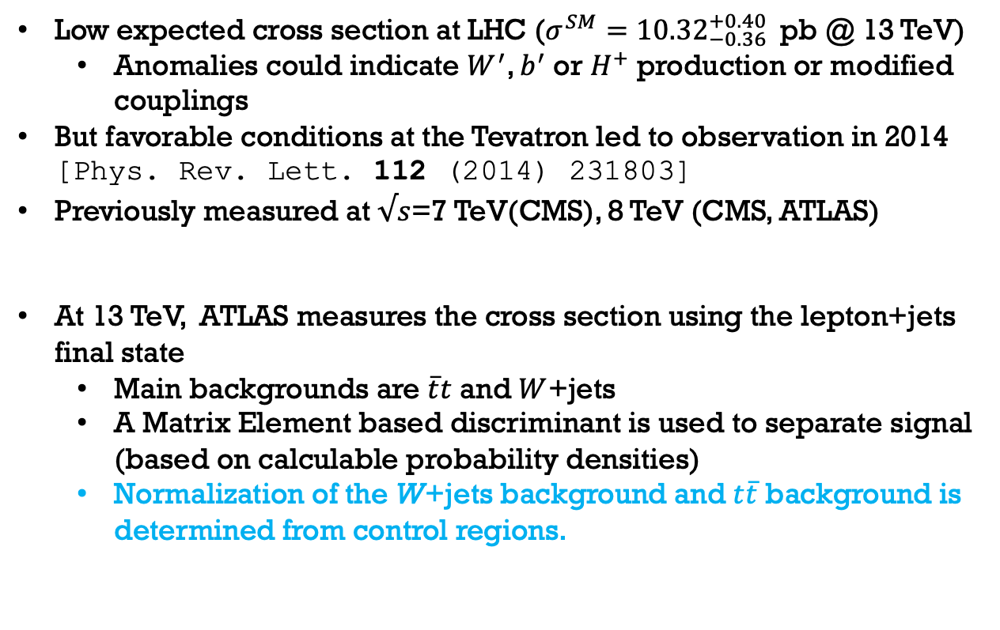 • Low expected cross section at LHC (σ^SM = 10.32 +0.40 −0.36 pb @ 13 TeV)
• Anomalies could indicate W′, b′ or H⁺ production or modified
couplings
• But favorable conditions at the Tevatron led to observation in 2014
[Phys. Rev. Lett. 112 (2014) 231803]
• Previously measured at √s=7 TeV(CMS), 8 TeV (CMS, ATLAS)
• At 13 TeV, ATLAS measures the cross section using the lepton+jets
final state
• Main backgrounds are t̄t and W+jets
• A Matrix Element based discriminant is used to separate signal
(based on calculable probability densities)
• Normalization of the W+jets background and tt̄ background is
determined from control regions.